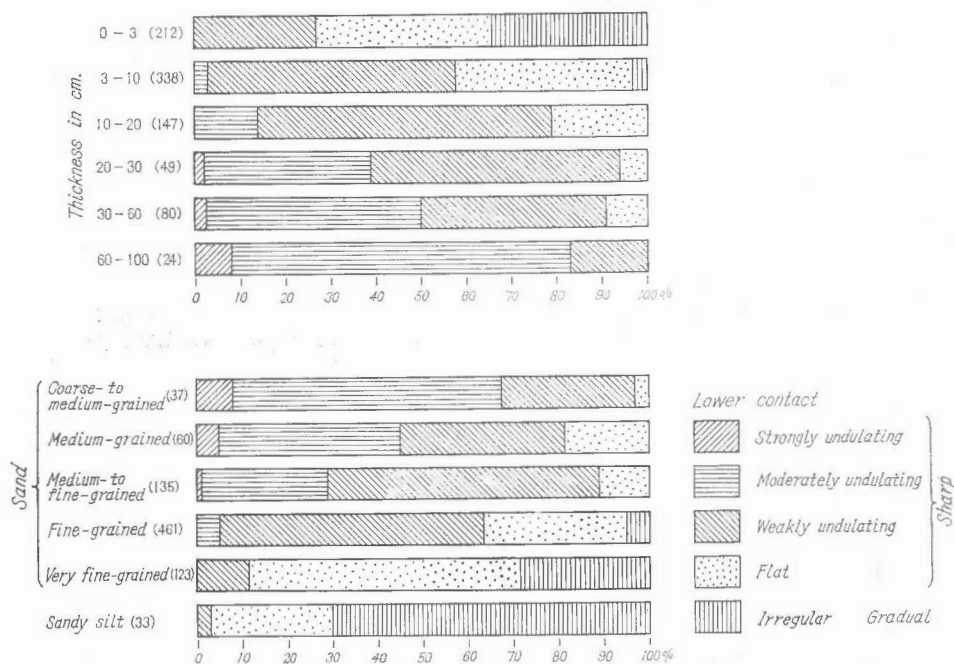 Thickness in cm.
0 – 3 (212)
3 – 10 (338)
10 – 20 (147)
20 – 30 (49)
30 – 60 (80)
60 – 100 (24)
0 10 20 30 40 50 60 70 80 90 100 %
Sand
Coarse- to
medium-grained (37)
Medium-grained (60)
Medium- to
fine-grained (135)
Fine-grained (461)
Very fine-grained (123)
Sandy silt (33)
0 10 20 30 40 50 60 70 80 90 100 %
Lower contact
Strongly undulating
Moderately undulating
Weakly undulating
Flat
Irregular Gradual
Sharp